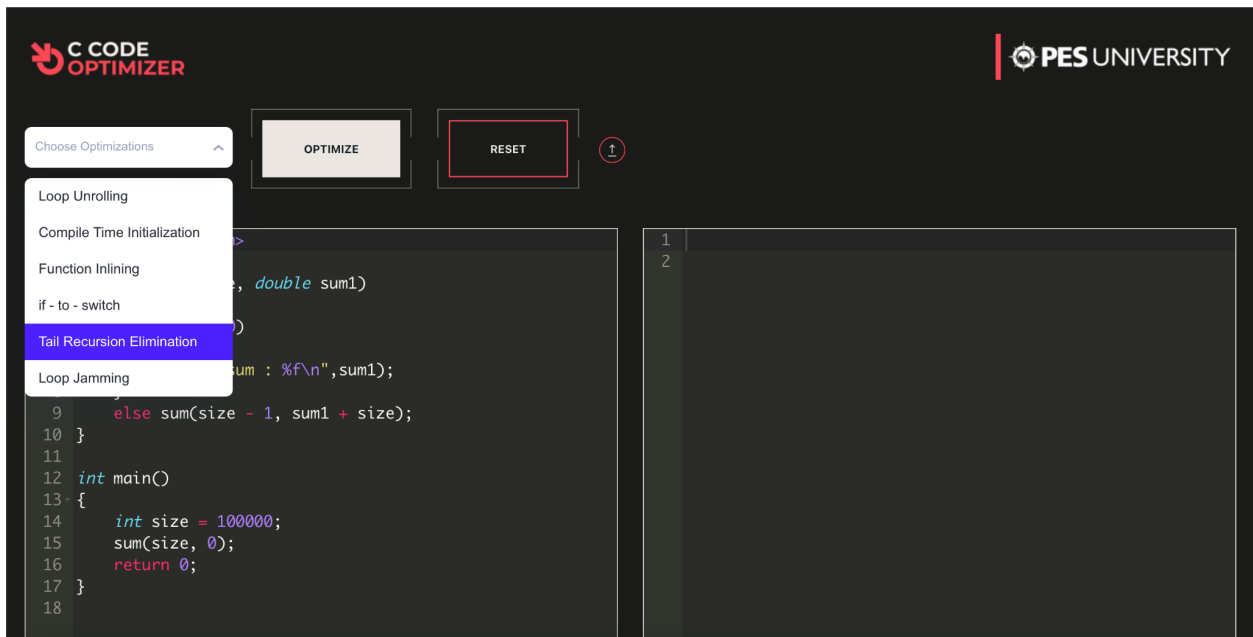 C CODE
OPTIMIZER
PES UNIVERSITY
Choose Optimizations
OPTIMIZE
RESET
Loop Unrolling
Compile Time Initialization
Function Inlining
if - to - switch
Tail Recursion Elimination
Loop Jamming
>
, double sum1)
)
um : %f\n",sum1);
9 else sum(size - 1, sum1 + size);
10 }
11
12 int main()
13 {
14 int size = 100000;
15 sum(size, 0);
16 return 0;
17 }
18
1
2